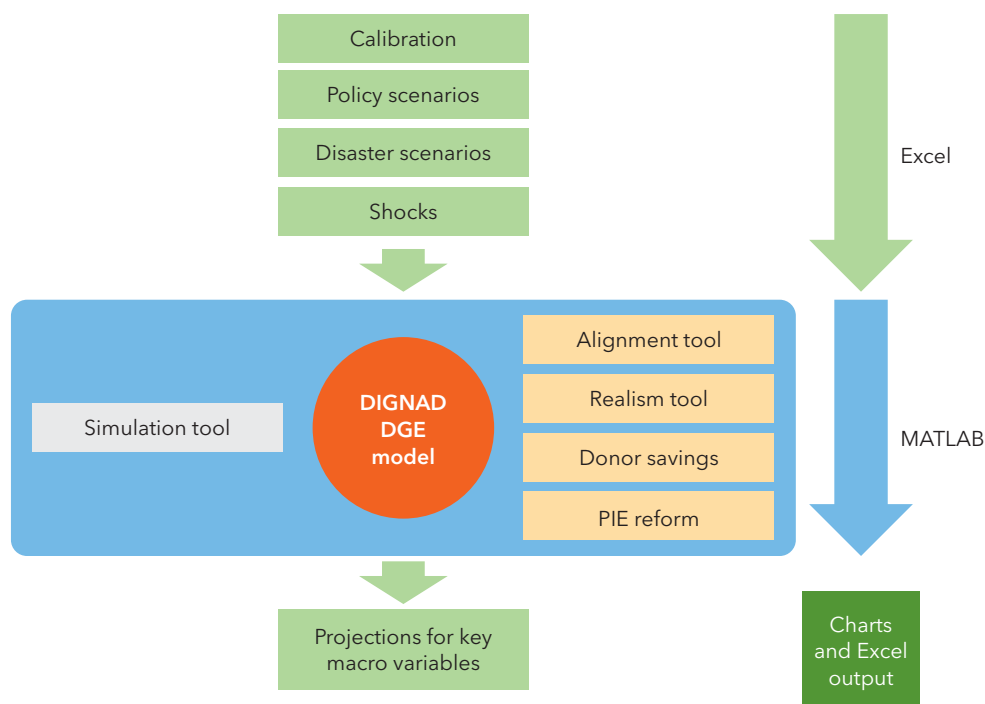 Calibration
Policy scenarios
Disaster scenarios
Shocks
Excel
Simulation tool
DIGNAD
DGE
model
Alignment tool
Realism tool
Donor savings
PIE reform
MATLAB
Projections for key
macro variables
Charts
and Excel
output